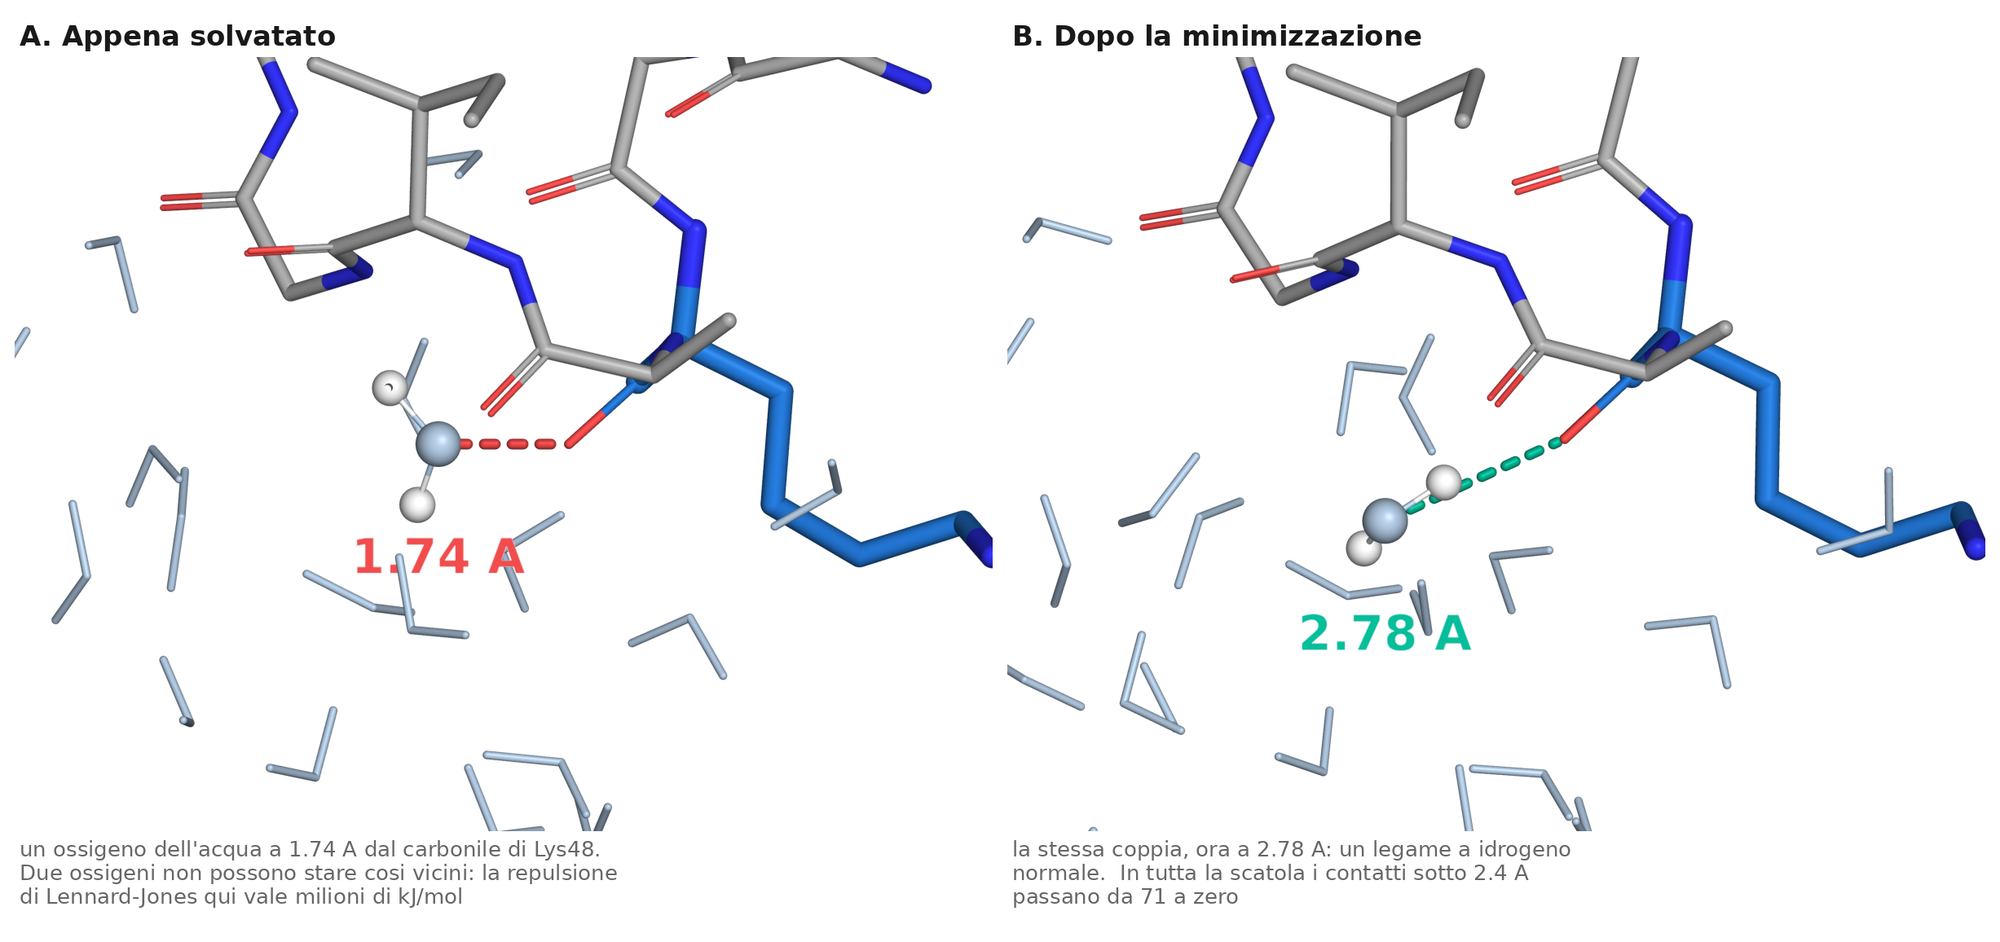 A. Appena solvatato
1.74 A
un ossigeno dell'acqua a 1.74 A dal carbonile di Lys48.
Due ossigeni non possono stare cosi vicini: la repulsione
di Lennard-Jones qui vale milioni di kJ/mol
B. Dopo la minimizzazione
2.78 A
la stessa coppia, ora a 2.78 A: un legame a idrogeno
normale.  In tutta la scatola i contatti sotto 2.4 A
passano da 71 a zero